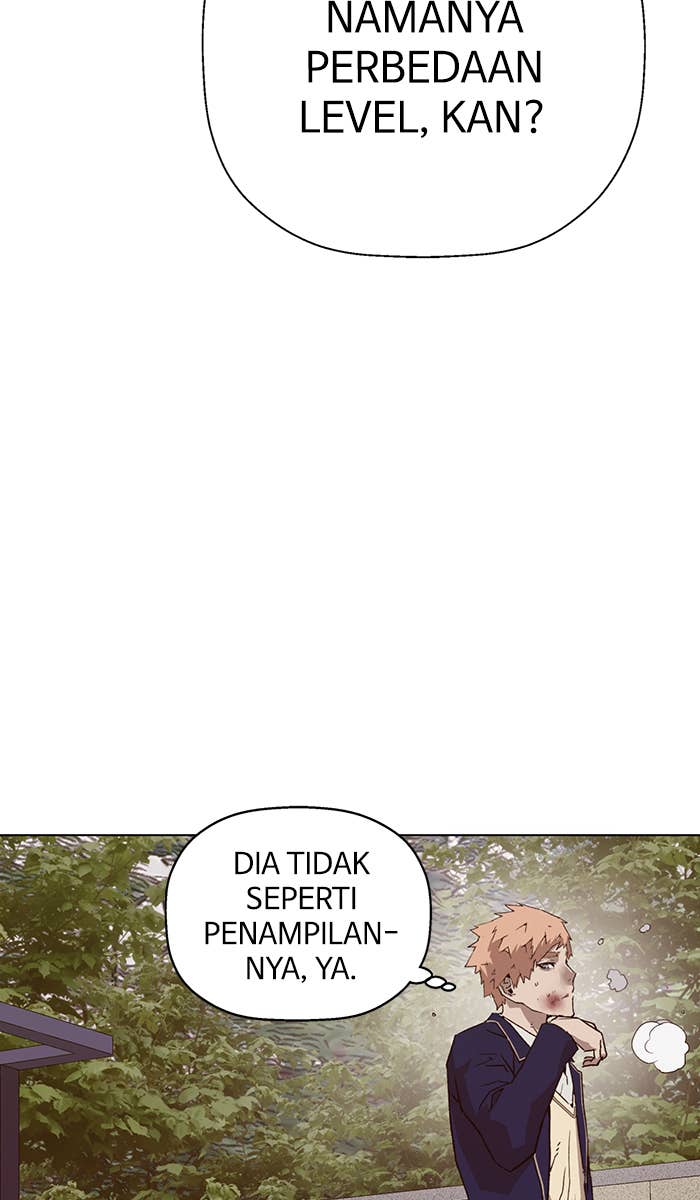 NAMANYA
PERBEDAAN
LEVEL, KAN?
DIA TIDAK
SEPERTI
PENAMPILAN-
NYA, YA.